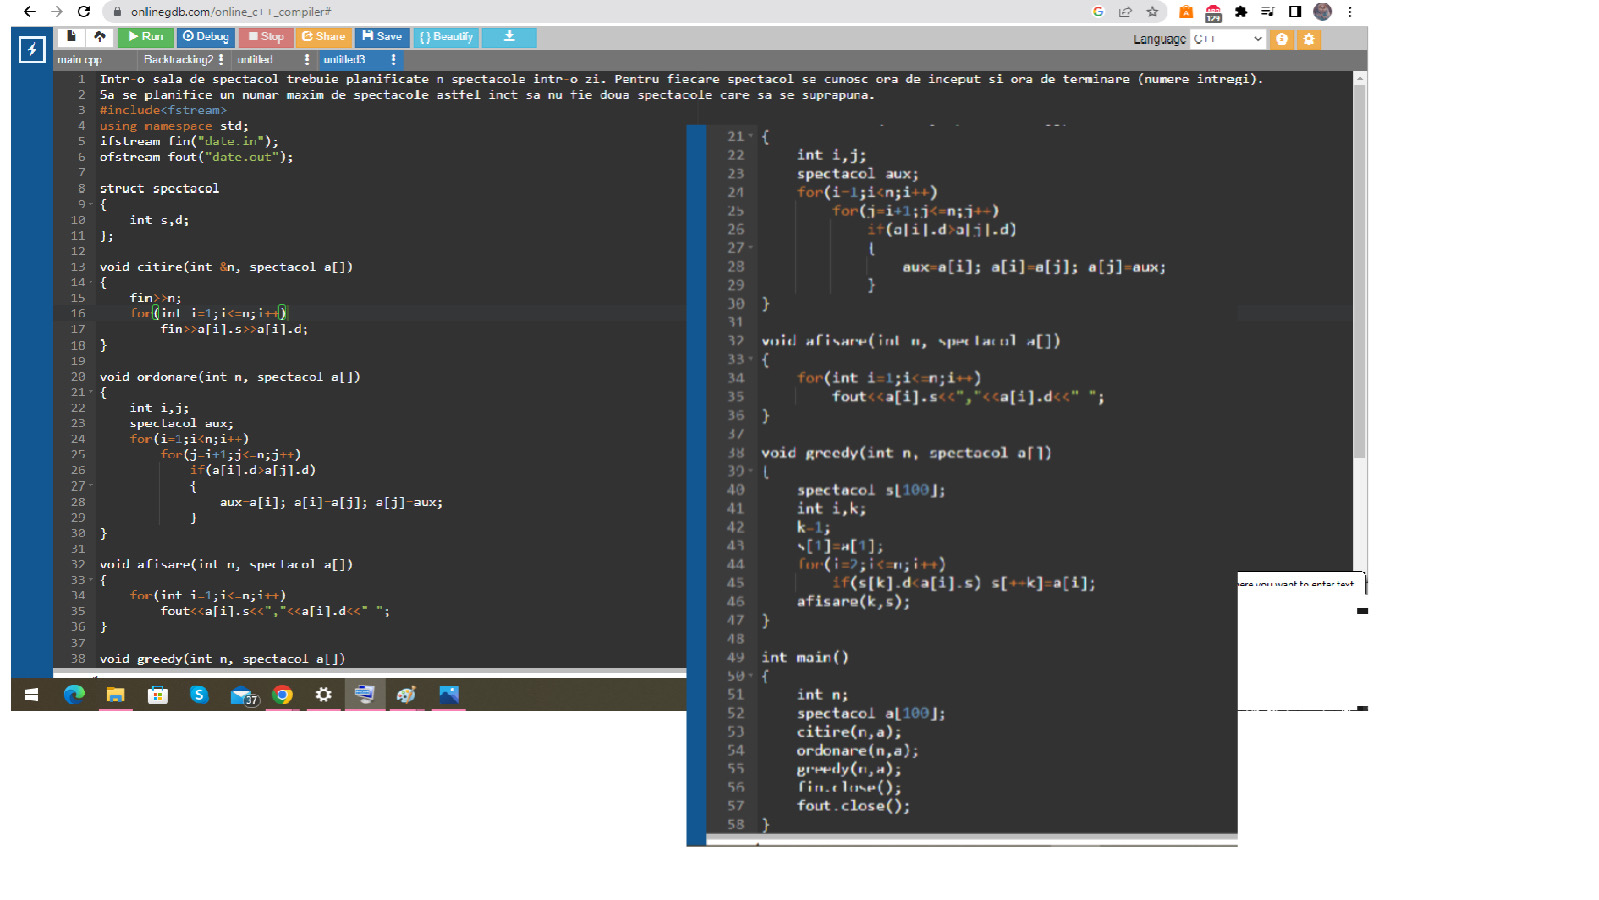 onlinegdb.com/online_c++_compiler#
Run Debug Stop Share Save {} Beautify
Language C++
main.cpp Backtracking2 untitled untitled3
1 Intr-o sala de spectacol trebuie planificate n spectacole intr-o zi. Pentru fiecare spectacol se cunosc ora de inceput si ora de terminare (numere intregi).
2 Sa se planifice un numar maxim de spectacole astfel inct sa nu fie doua spectacole care sa se suprapuna.
3 #include<fstream>
4 using namespace std;
5 ifstream fin("date.in");
6 ofstream fout("date.out");
7
8 struct spectacol
9 {
10 int s,d;
11 };
12
13 void citire(int &n, spectacol a[])
14 {
15 fin>>n;
16 for(int i=1;i<=n;i++)
17 fin>>a[i].s>>a[i].d;
18 }
19
20 void ordonare(int n, spectacol a[])
21 {
22 int i,j;
23 spectacol aux;
24 for(i=1;i<n;i++)
25 for(j=i+1;j<=n;j++)
26 if(a[i].d>a[j].d)
27 {
28 aux=a[i]; a[i]=a[j]; a[j]=aux;
29 }
30 }
31
32 void afisare(int n, spectacol a[])
33 {
34 for(int i=1;i<=n;i++)
35 fout<<a[i].s<<","<<a[i].d<<" ";
36 }
37
38 void greedy(int n, spectacol a[])
37
21 {
22 int i,j;
23 spectacol aux;
24 for(i=1;i<n;i++)
25 for(j=i+1;j<=n;j++)
26 if(a[i].d>a[j].d)
27 {
28 aux=a[i]; a[i]=a[j]; a[j]=aux;
29 }
30 }
31
32 void afisare(int n, spectacol a[])
33 {
34 for(int i=1;i<=n;i++)
35 fout<<a[i].s<<","<<a[i].d<<" ";
36 }
37
38 void greedy(int n, spectacol a[])
39 {
40 spectacol s[100];
41 int i,k;
42 k=1;
43 s[1]=a[1];
44 for(i=2;i<=n;i++)
45 if(s[k].d<a[i].s) s[++k]=a[i];
46 afisare(k,s);
47 }
48
49 int main()
50 {
51 int n;
52 spectacol a[100];
53 citire(n,a);
54 ordonare(n,a);
55 greedy(n,a);
56 fin.close();
57 fout.close();
58 }
you want to enter text